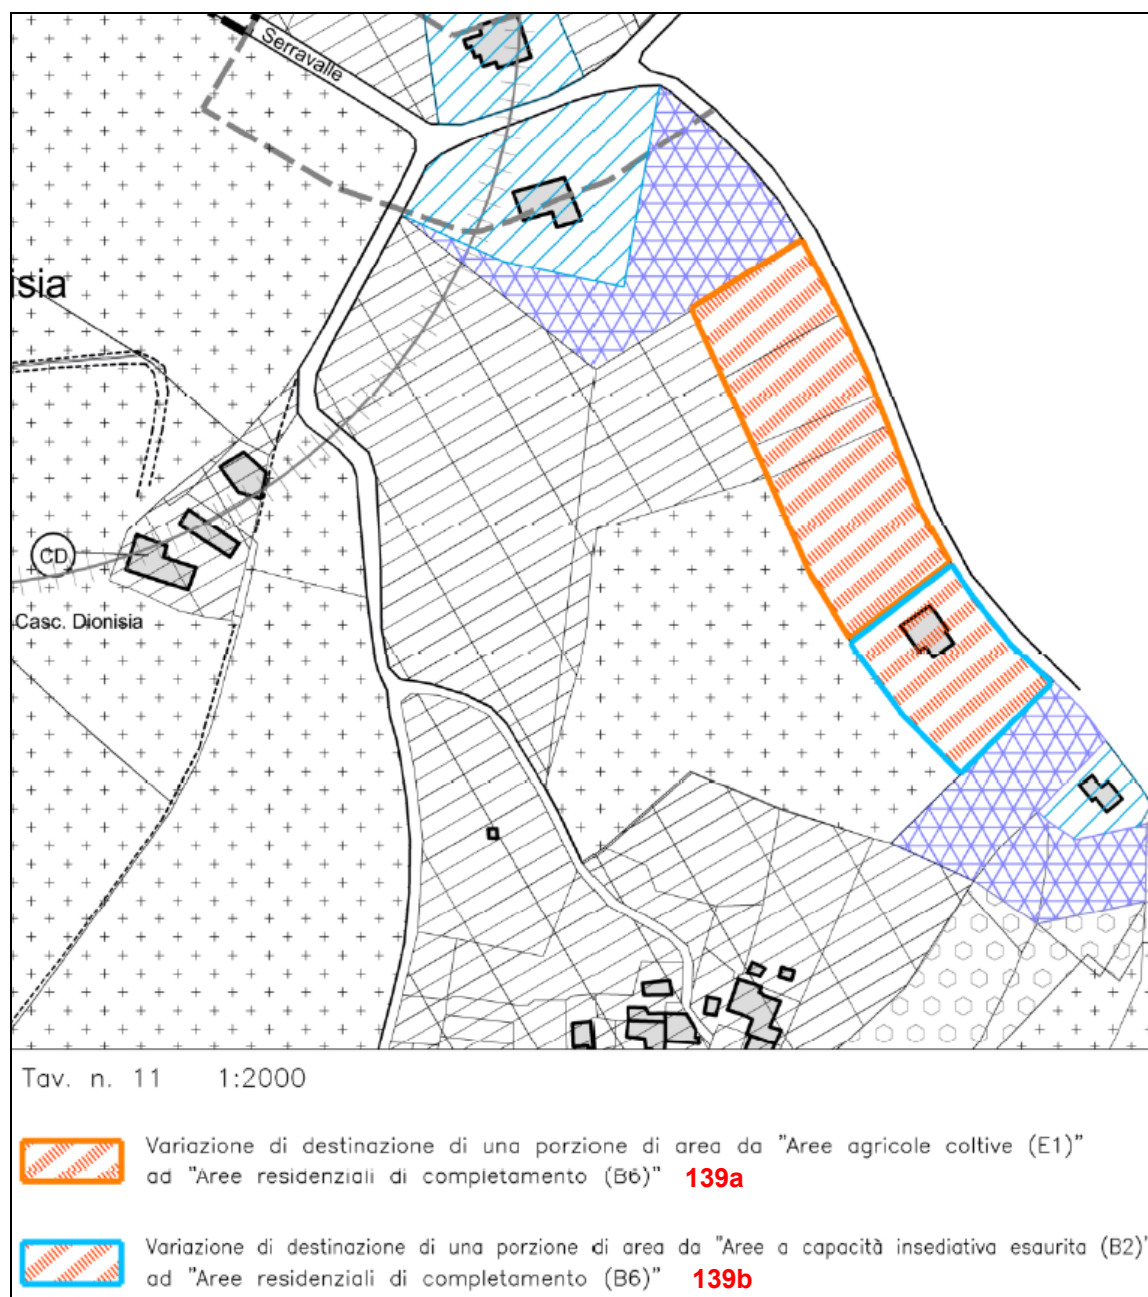 Serravalle
isia
CD
Casc. Dionisia
Tav. n. 11 1:2000
Variazione di destinazione di una porzione di area da "Aree agricole coltive (E1)"
ad "Aree residenziali di completamento (B6)" 139a
Variazione di destinazione di una porzione di area da "Aree a capacità insediativa esaurita (B2)"
ad "Aree residenziali di completamento (B6)" 139b